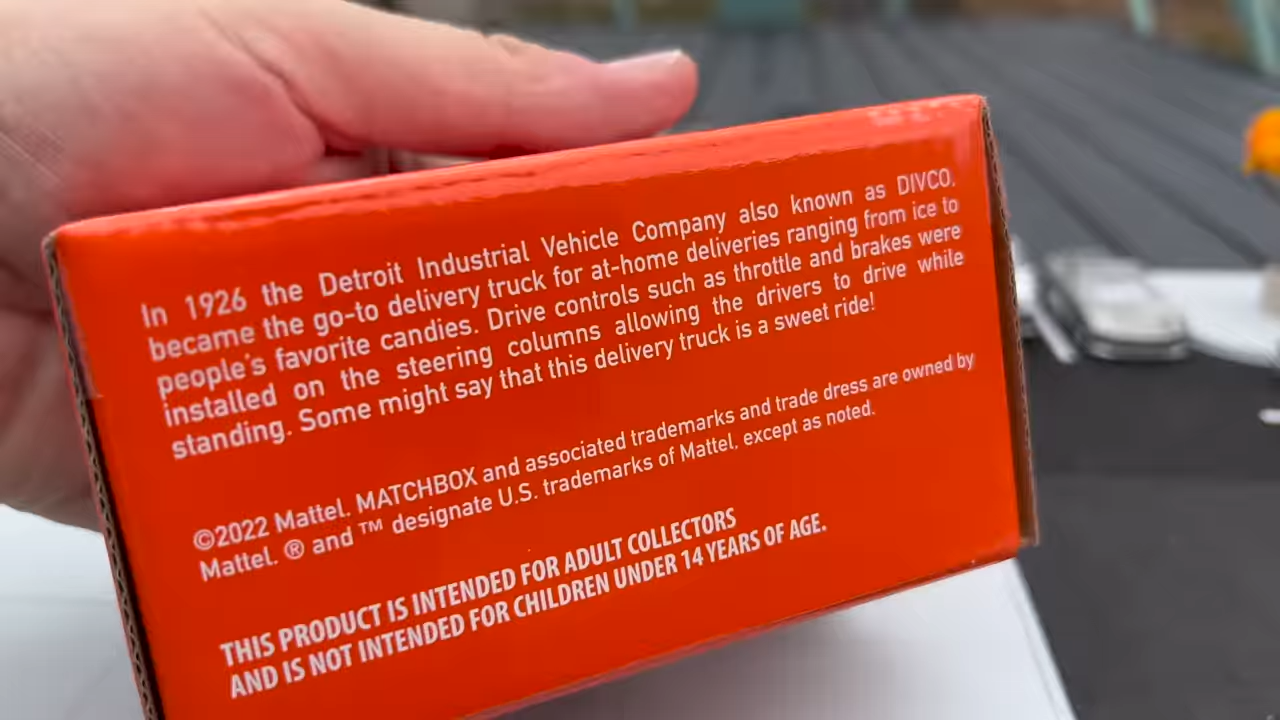 In 1926 the Detroit Industrial Vehicle Company also known as DIVCO,
became the go-to delivery truck for at-home deliveries ranging from ice to
people's favorite candies. Drive controls such as throttle and brakes were
installed on the steering columns allowing the drivers to drive while
standing. Some might say that this delivery truck is a sweet ride!
©2022 Mattel. MATCHBOX and associated trademarks and trade dress are owned by
Mattel. ® and ™ designate U.S. trademarks of Mattel, except as noted.
THIS PRODUCT IS INTENDED FOR ADULT COLLECTORS
AND IS NOT INTENDED FOR CHILDREN UNDER 14 YEARS OF AGE.